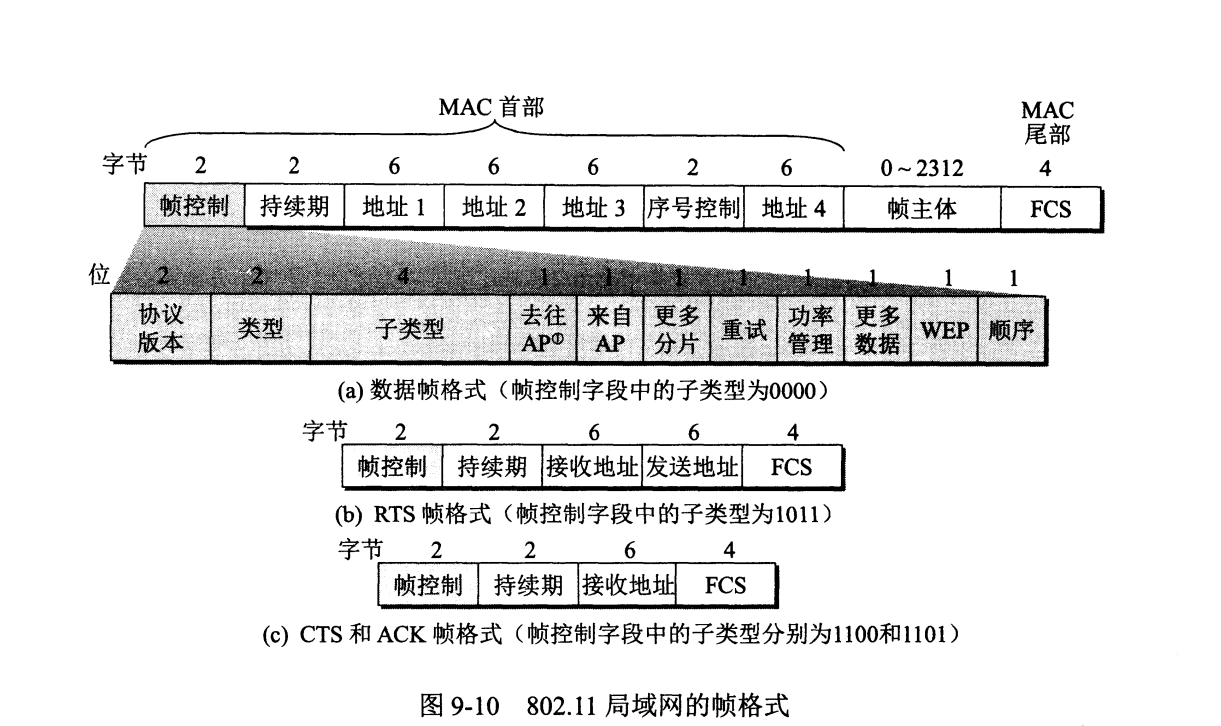 MAC 首部
MAC
尾部
字节 2 2 6 6 6 2 6 0~2312 4
帧控制 持续期 地址 1 地址 2 地址 3 序号控制 地址 4 帧主体 FCS
位 2 2 4 1 1 1 1 1 1 1 1
协议版本 类型 子类型 去往AP① 来自AP 更多分片 重试 功率管理 更多数据 WEP 顺序
(a) 数据帧格式（帧控制字段中的子类型为0000）
字节 2 2 6 6 4
帧控制 持续期 接收地址 发送地址 FCS
(b) RTS 帧格式（帧控制字段中的子类型为1011）
字节 2 2 6 4
帧控制 持续期 接收地址 FCS
(c) CTS 和 ACK 帧格式（帧控制字段中的子类型分别为1100和1101）
图 9-10 802.11 局域网的帧格式